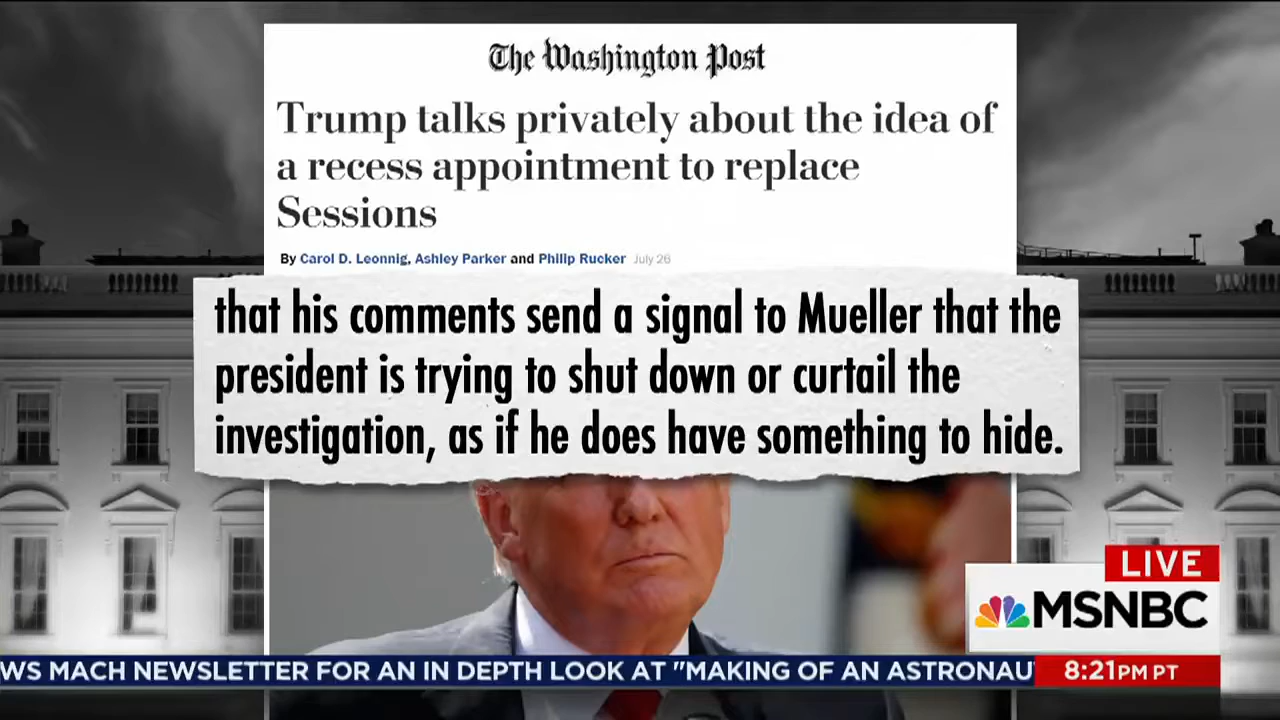 The Washington Post
Trump talks privately about the idea of
a recess appointment to replace
Sessions
By Carol D. Leonnig, Ashley Parker and Philip Rucker July 26
that his comments send a signal to Mueller that the
president is trying to shut down or curtail the
investigation, as if he does have something to hide.
LIVE
MSNBC
WS MACH NEWSLETTER FOR AN IN DEPTH LOOK AT "MAKING OF AN ASTRONAU
8:21PM PT